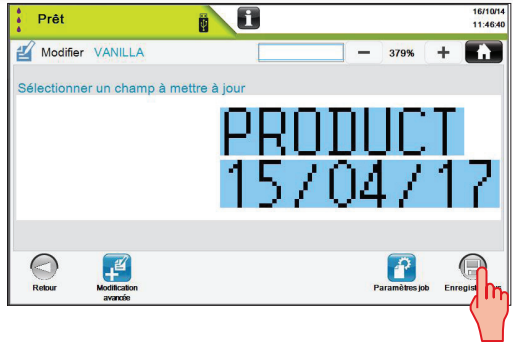 Prêt
16/10/14
11:46:40
Modifier VANILLA
379%
Sélectionner un champ à mettre à jour
PRODUCT
15/04/17
Retour
Modification avancée
Paramètres job